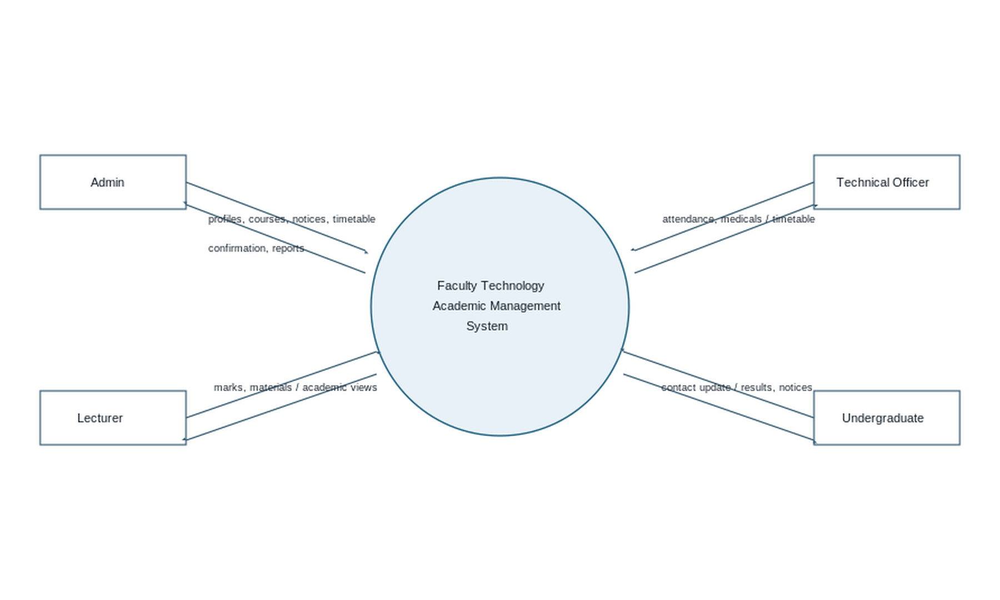 Admin
Technical Officer
profiles, courses, notices, timetable
attendance, medicals / timetable
confirmation, reports
Faculty Technology
Academic Management
System
marks, materials / academic views
contact update / results, notices
Lecturer
Undergraduate